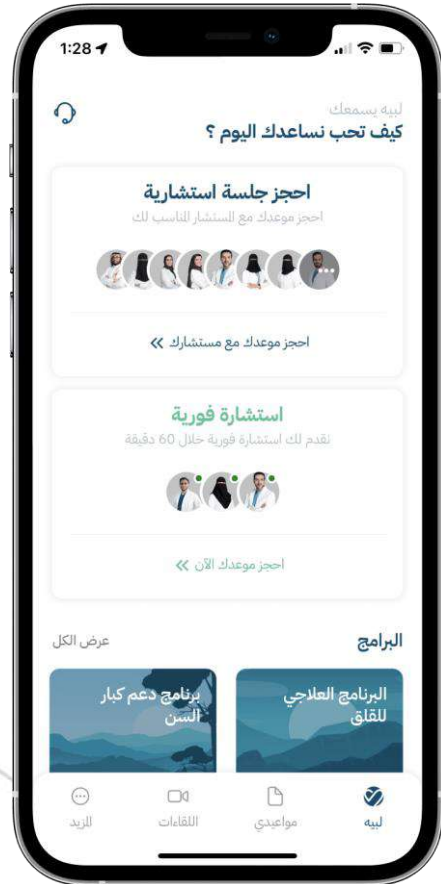 1:28
لبيه يسمعك
كيف تحب نساعدك اليوم ؟
احجز جلسة استشارية
احجز موعدك مع المستشار المناسب لك
احجز موعدك مع مستشارك
استشارة فورية
نقدم لك استشارة فورية خلال 60 دقيقة
احجز موعدك الآن
البرامج
عرض الكل
البرنامج العلاجي
للقلق
برنامج دعم كبار
السن
لبيه
مواعيدي
اللقاءات
المزيد